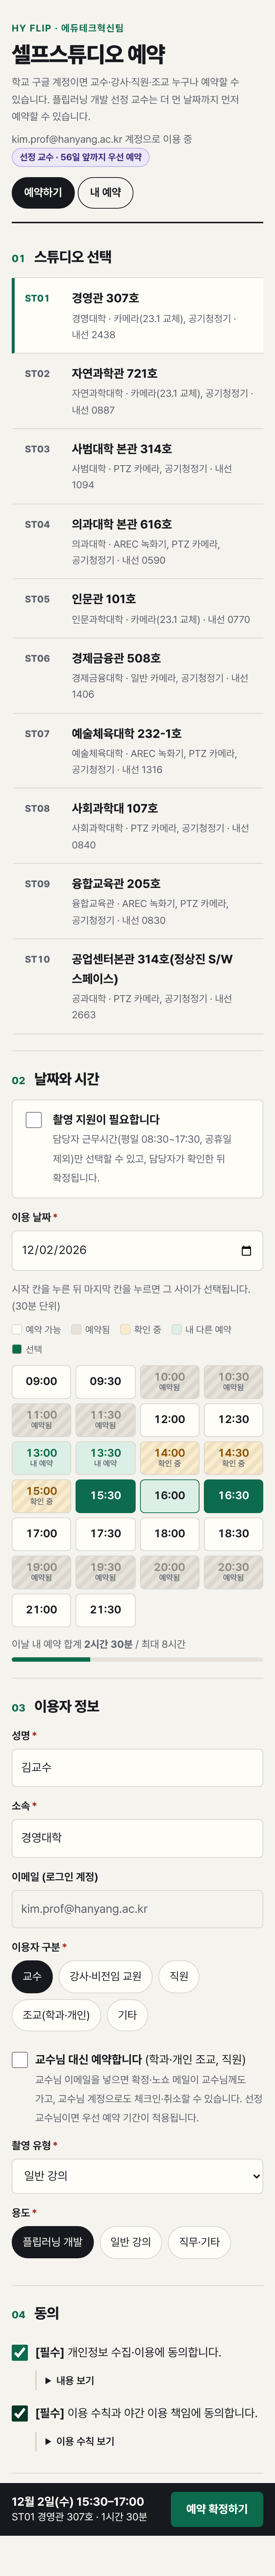 HY FLIP · 에듀테크혁신팀
셀프스튜디오 예약
학교 구글 계정이면 교수·강사·직원·조교 누구나 예약할 수
있습니다. 플립러닝 개발 선정 교수는 더 먼 날짜까지 먼저
예약할 수 있습니다.
kim.prof@hanyang.ac.kr 계정으로 이용 중
선정 교수 · 56일 앞까지 우선 예약
예약하기 내 예약
01 스튜디오 선택
ST01 경영관 307호
경영대학 · 카메라(23.1 교체), 공기청정기 ·
내선 2438
ST02 자연과학관 721호
자연과학대학 · 카메라(23.1 교체), 공기청정기 ·
내선 0887
ST03 사범대학 본관 314호
사범대학 · PTZ 카메라, 공기청정기 · 내선
1094
ST04 의과대학 본관 616호
의과대학 · AREC 녹화기, PTZ 카메라,
공기청정기 · 내선 0590
ST05 인문관 101호
인문과학대학 · 카메라(23.1 교체) · 내선 0770
ST06 경제금융관 508호
경제금융대학 · 일반 카메라, 공기청정기 · 내선
1406
ST07 예술체육대학 232-1호
예술체육대학 · AREC 녹화기, PTZ 카메라,
공기청정기 · 내선 1316
ST08 사회과학대 107호
사회과학대학 · PTZ 카메라, 공기청정기 · 내선
0840
ST09 융합교육관 205호
융합교육관 · AREC 녹화기, PTZ 카메라,
공기청정기 · 내선 0830
ST10 공업센터본관 314호(정상진 S/W
스페이스)
공과대학 · PTZ 카메라, 공기청정기 · 내선
2663
02 날짜와 시간
촬영 지원이 필요합니다
담당자 근무시간(평일 08:30~17:30, 공휴일
제외)만 선택할 수 있고, 담당자가 확인한 뒤
확정됩니다.
이용 날짜 *
12/02/2026
시작 칸을 누른 뒤 마지막 칸을 누르면 그 사이가 선택됩니다.
(30분 단위)
예약 가능 예약됨 확인 중 내 다른 예약
선택
09:00 09:30 10:00 10:30
예약됨 예약됨
11:00 11:30 12:00 12:30
예약됨 예약됨
13:00 13:30 14:00 14:30
내 예약 내 예약 확인 중 확인 중
15:00 15:30 16:00 16:30
확인 중
17:00 17:30 18:00 18:30
19:00 19:30 20:00 20:30
예약됨 예약됨 예약됨 예약됨
21:00 21:30
이날 내 예약 합계 2시간 30분 / 최대 8시간
03 이용자 정보
성명 *
김교수
소속 *
경영대학
이메일 (로그인 계정)
kim.prof@hanyang.ac.kr
이용자 구분 *
교수 강사·비전임 교원 직원
조교(학과·개인) 기타
교수님 대신 예약합니다 (학과·개인 조교, 직원)
교수님 이메일을 넣으면 확정·노쇼 메일이 교수님께도
가고, 교수님 계정으로도 체크인·취소할 수 있습니다. 선정
교수님이면 우선 예약 기간이 적용됩니다.
촬영 유형 *
일반 강의
용도 *
플립러닝 개발 일반 강의 직무·기타
04 동의
[필수] 개인정보 수집·이용에 동의합니다.
▶ 내용 보기
[필수] 이용 수칙과 야간 이용 책임에 동의합니다.
▶ 이용 수칙 보기
12월 2일(수) 15:30–17:00
ST01 경영관 307호 · 1시간 30분
예약 확정하기